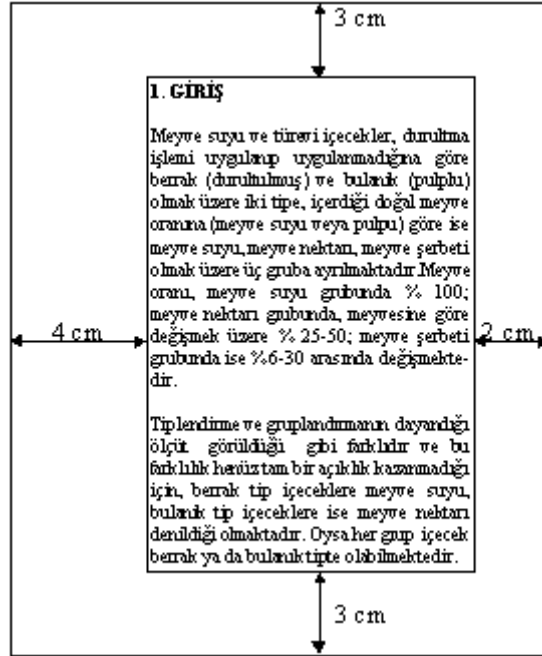 3 cm
1. GİRİŞ
Meyve suyu ve türevi içecekler, durultma
işlemi uygulanıp uygulanmadığına göre
berrak (durultulmuş) ve bulanık (pulplu)
olmak üzere iki tipe, içerdiği doğal meyve
oranına (meyve suyu veya pulpu) göre ise
meyve suyu, meyve nektarı, meyve şerbeti
olmak üzere üç gruba ayrılmaktadır.Meyve
oranı, meyve suyu grubunda % 100;
meyve nektarı grubunda, meyvesine göre
değişmek üzere % 25-50; meyve şerbeti
grubunda ise %6-30 arasında değişmekte-
dir.
4 cm
2 cm
Tiplendirme ve gruplandırmanın dayandığı
ölçüt görüldüğü gibi farklıdır ve bu
farklılık henüz tam bir açıklık kazanmadığı
için, berrak tip içeceklere meyve suyu,
bulanık tip içeceklere ise meyve nektarı
denildiği olmaktadır. Oysa her grup içecek
berrak ya da bulanık tipte olabilmektedir.
3 cm